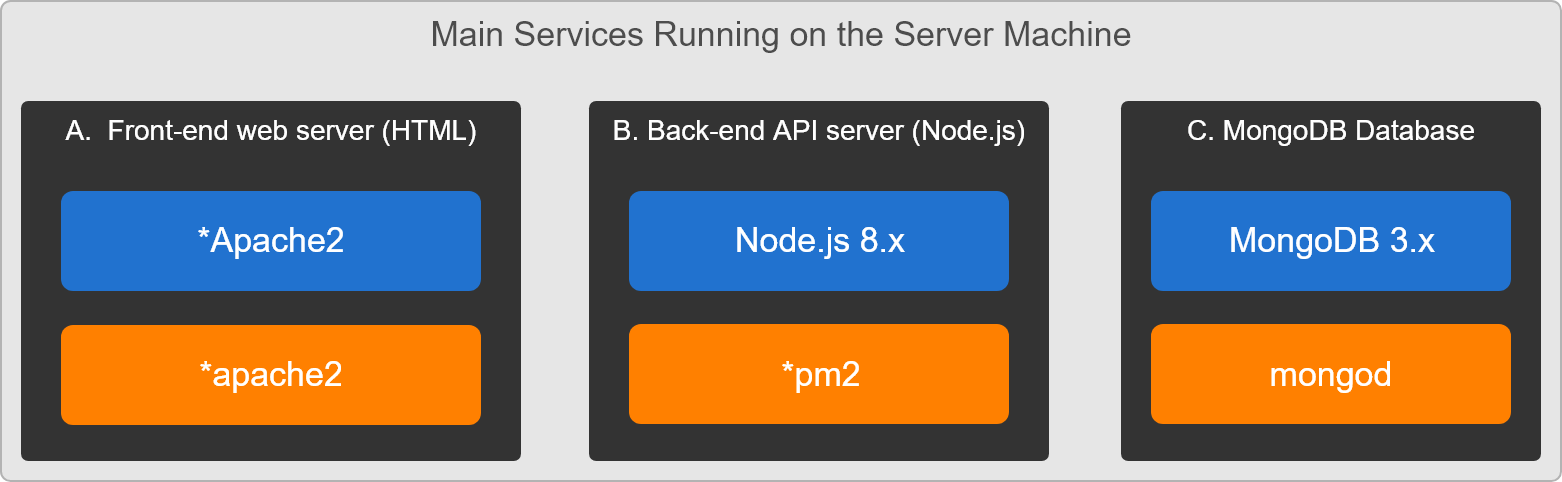 Main Services Running on the Server Machine
A. Front-end web server (HTML)
*Apache2
*apache2
B. Back-end API server (Node.js)
Node.js 8.x
*pm2
C. MongoDB Database
MongoDB 3.x
mongod